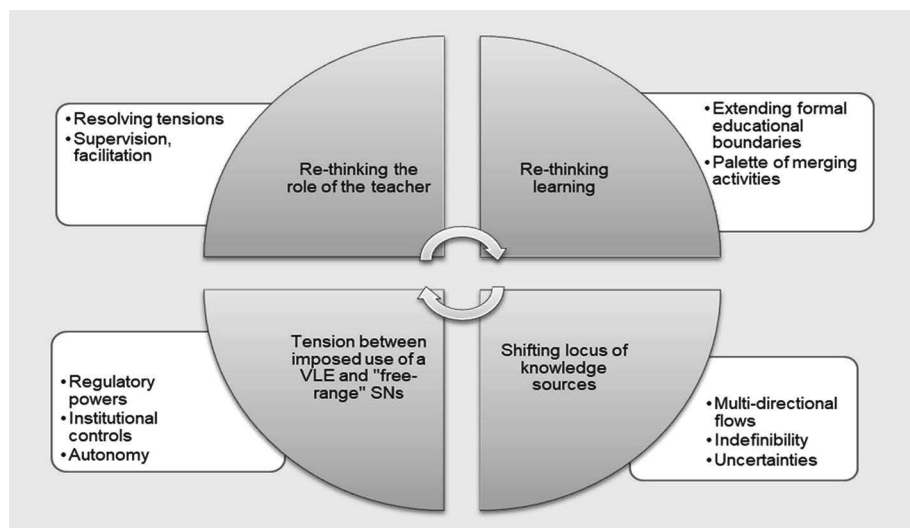 • Resolving tensions
• Supervision,
facilitation
Re-thinking the
role of the teacher
Re-thinking
learning
• Extending formal
educational
boundaries
• Palette of merging
activities
• Regulatory
powers
• Institutional
controls
• Autonomy
Tension between
imposed use of a
VLE and "free-
range" SNs
Shifting locus of
knowledge
sources
• Multi-directional
flows
• Indefinibility
• Uncertainties